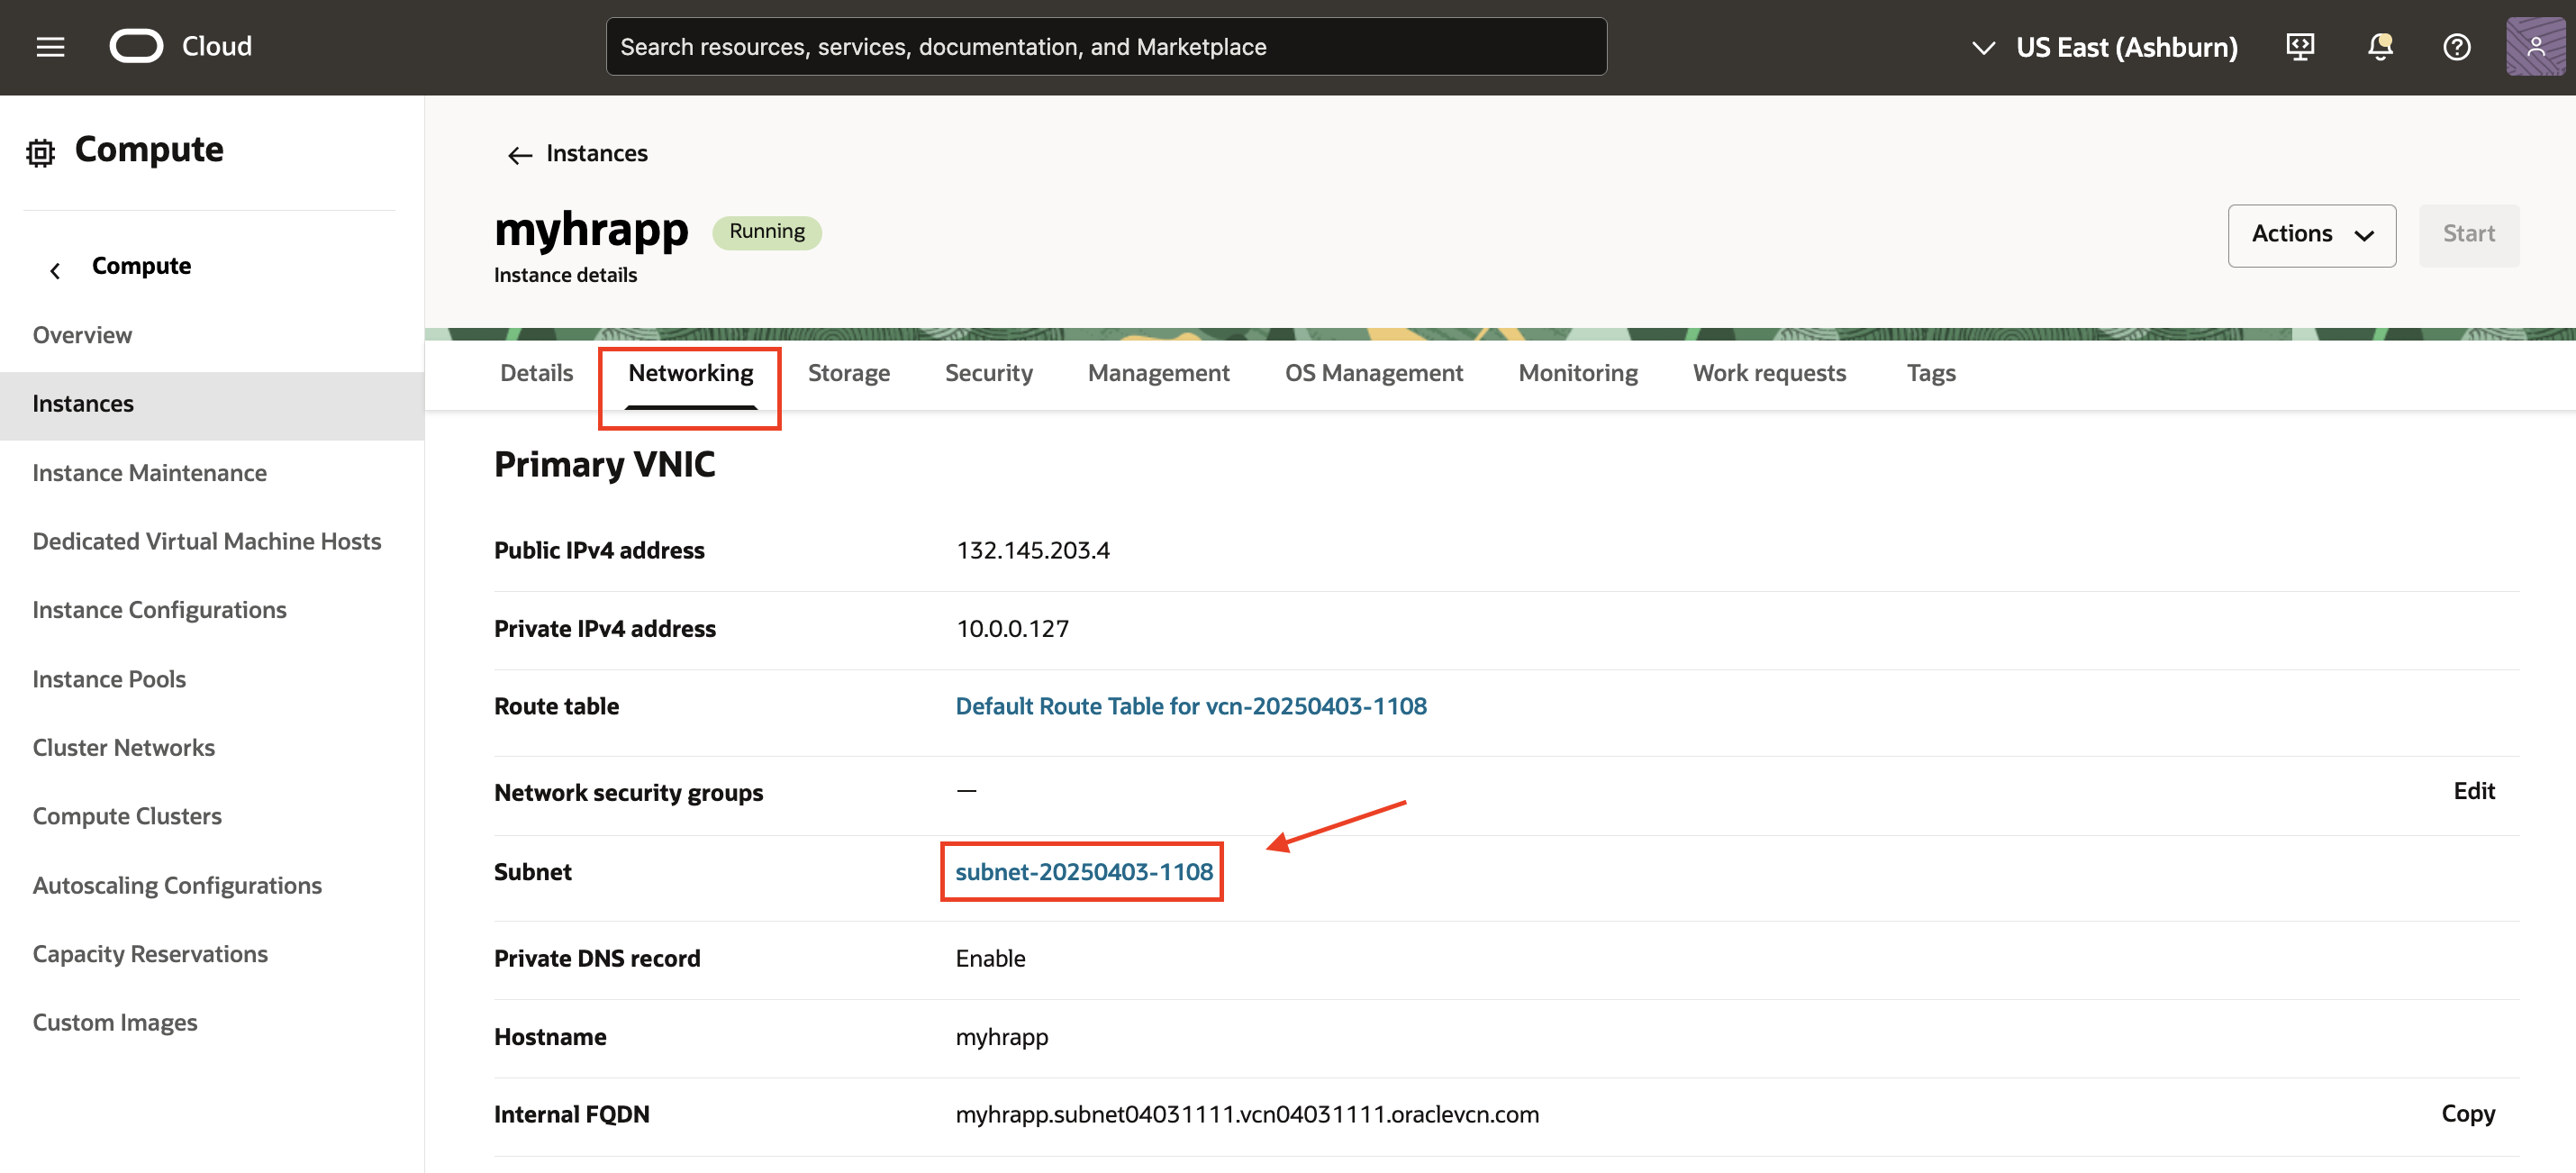 Cloud
Search resources, services, documentation, and Marketplace
US East (Ashburn)
Compute
Compute
Overview
Instances
Instance Maintenance
Dedicated Virtual Machine Hosts
Instance Configurations
Instance Pools
Cluster Networks
Compute Clusters
Autoscaling Configurations
Capacity Reservations
Custom Images
Instances
myhrapp Running
Instance details
Actions Start
Details Networking Storage Security Management OS Management Monitoring Work requests Tags
Primary VNIC
Public IPv4 address 132.145.203.4
Private IPv4 address 10.0.0.127
Route table Default Route Table for vcn-20250403-1108
Network security groups — Edit
Subnet subnet-20250403-1108
Private DNS record Enable
Hostname myhrapp
Internal FQDN myhrapp.subnet04031111.vcn04031111.oraclevcn.com Copy